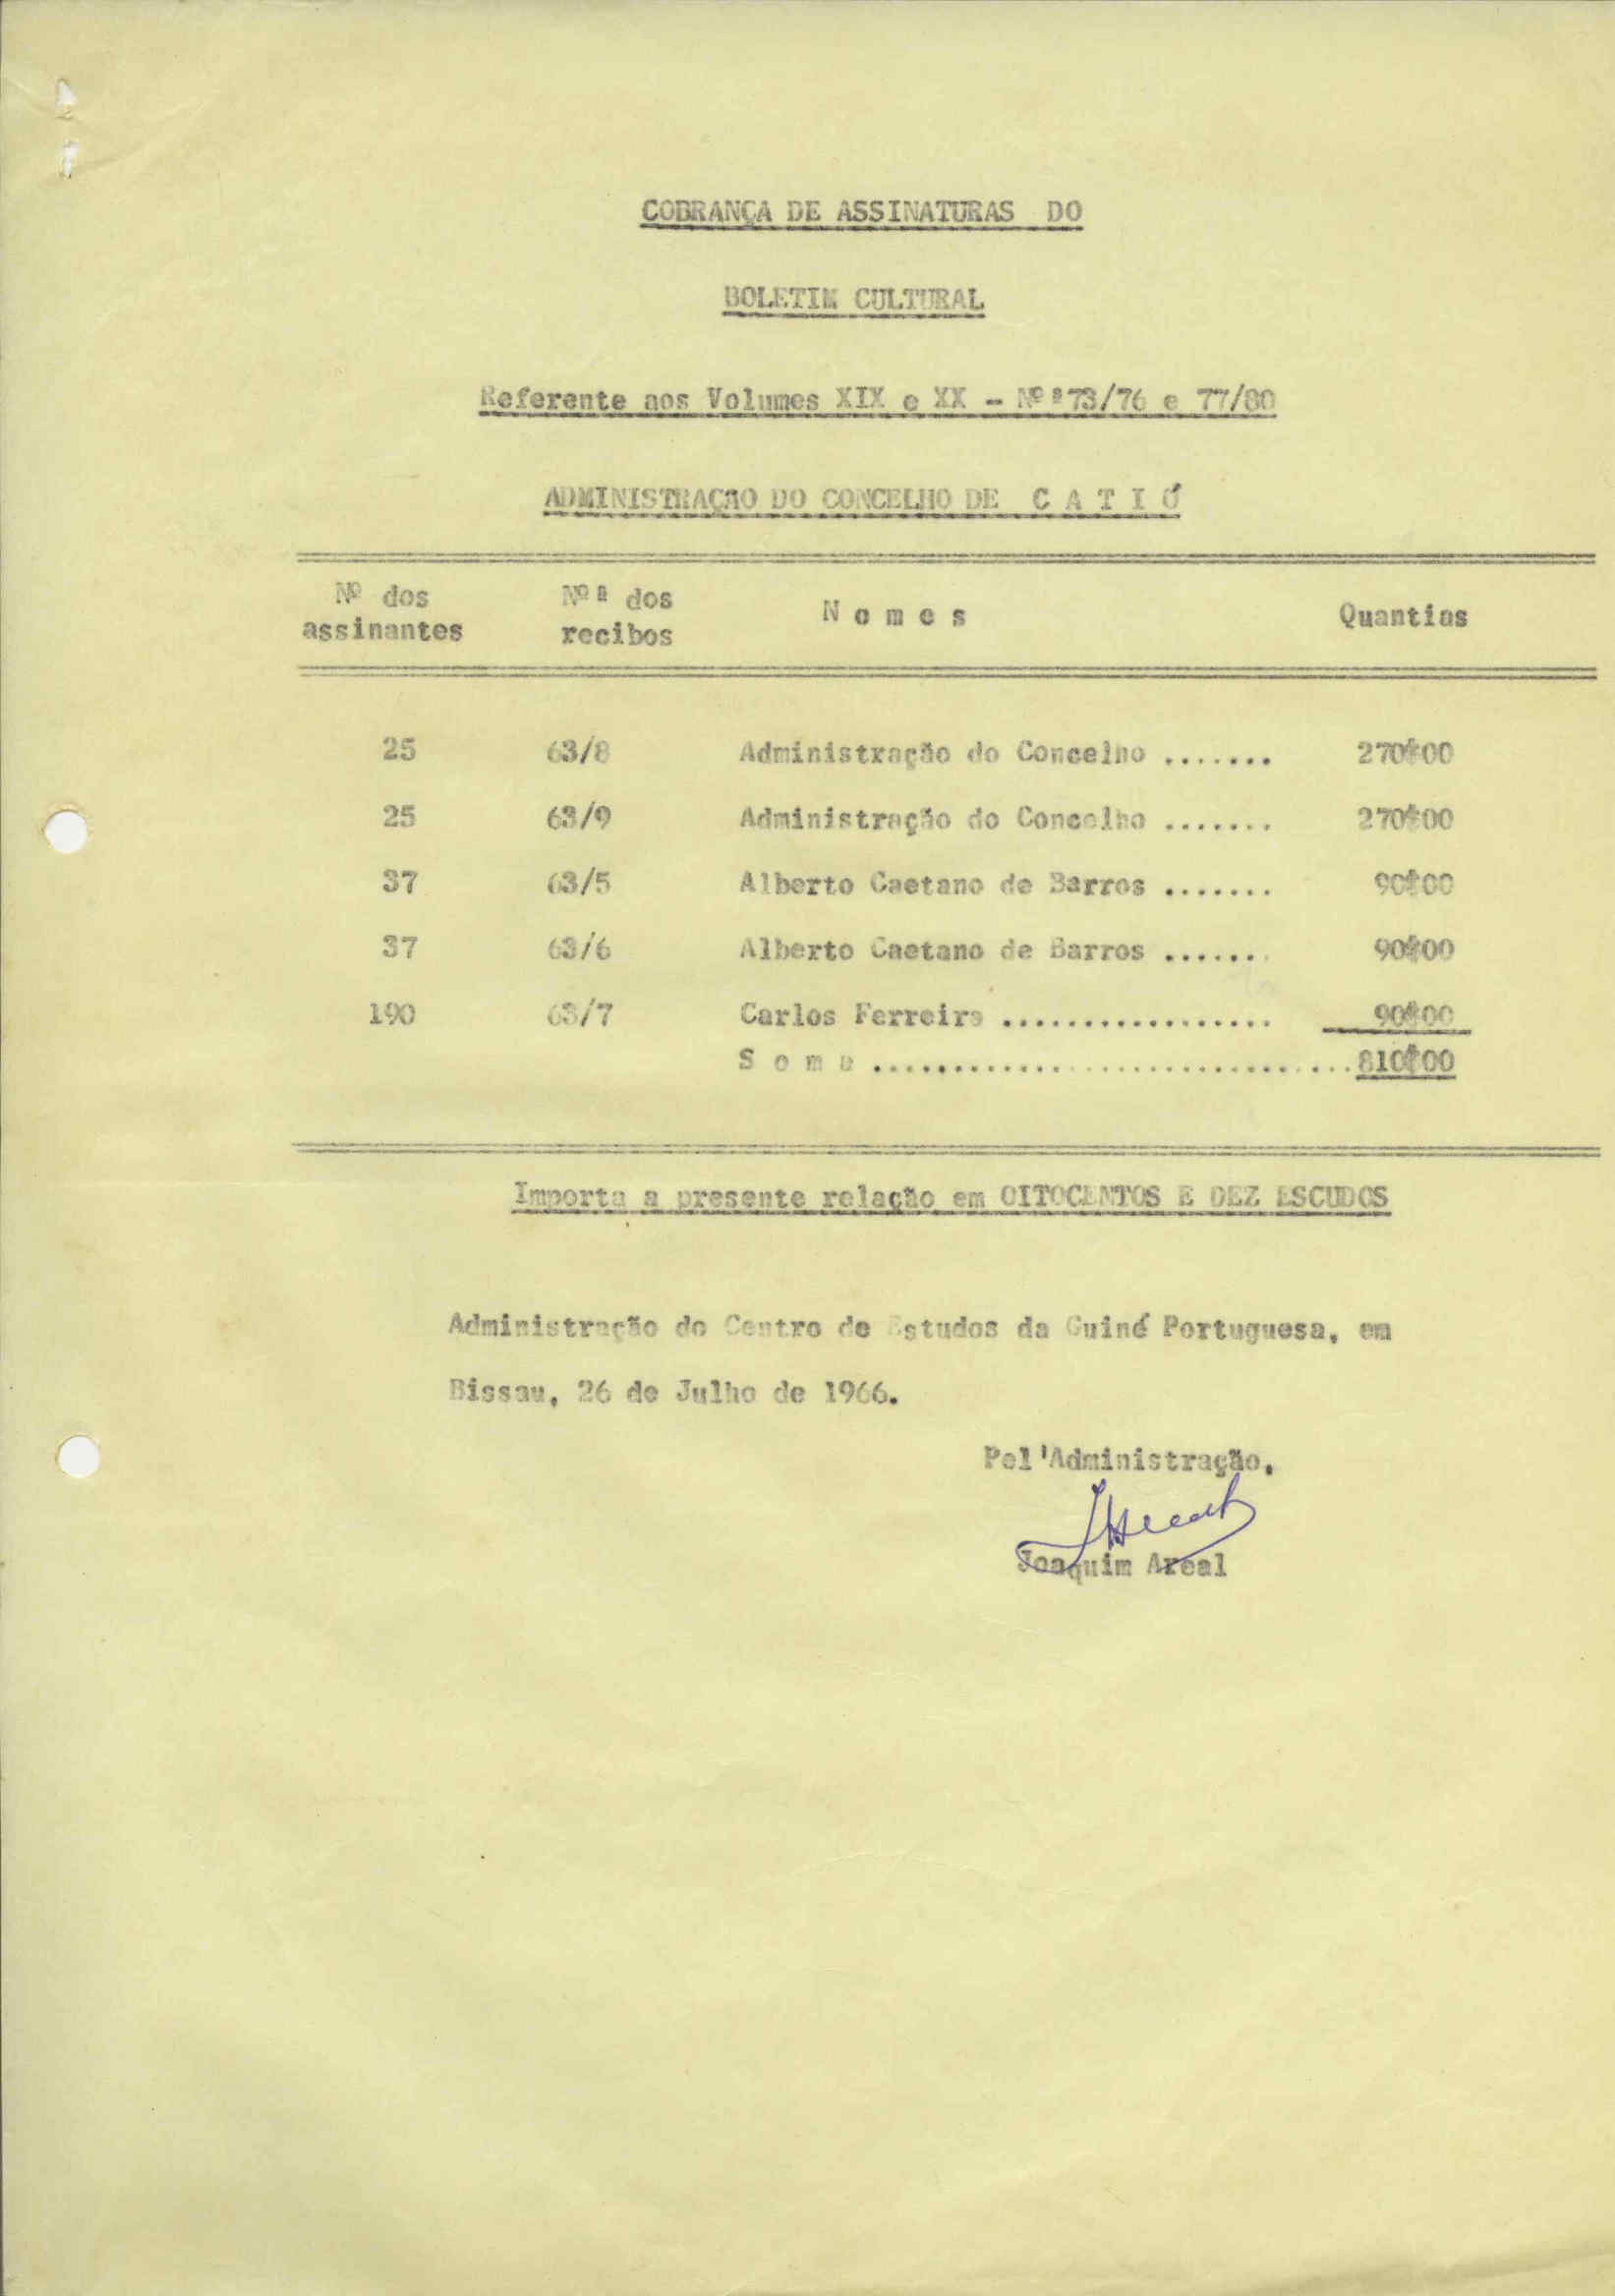 COBRANÇA DE ASSINATURAS DO
BOLETIM CULTURAL
Referente aos Volumes XIX e XX - Nºª73/76 e 77/80
ADMINISTRAÇÃO DO CONCELHO DE C A T I Ó
Nº dos assinantes Nºª dos recibos N o m e s Quantias
25 63/8 Administração do Concelho ....... 270$00
25 63/9 Administração do Concelho ....... 270$00
37 63/5 Alberto Caetano de Barros ....... 90$00
37 63/6 Alberto Caetano de Barros ....... 90$00
190 63/7 Carlos Ferreira ................. 90$00
S o m a .............................. 810$00
Importa a presente relação em OITOCENTOS E DEZ ESCUDOS
Administração do Centro de Estudos da Guiné Portuguesa, em
Bissau, 26 de Julho de 1966.
Pel'Administração,
Joaquim Areal